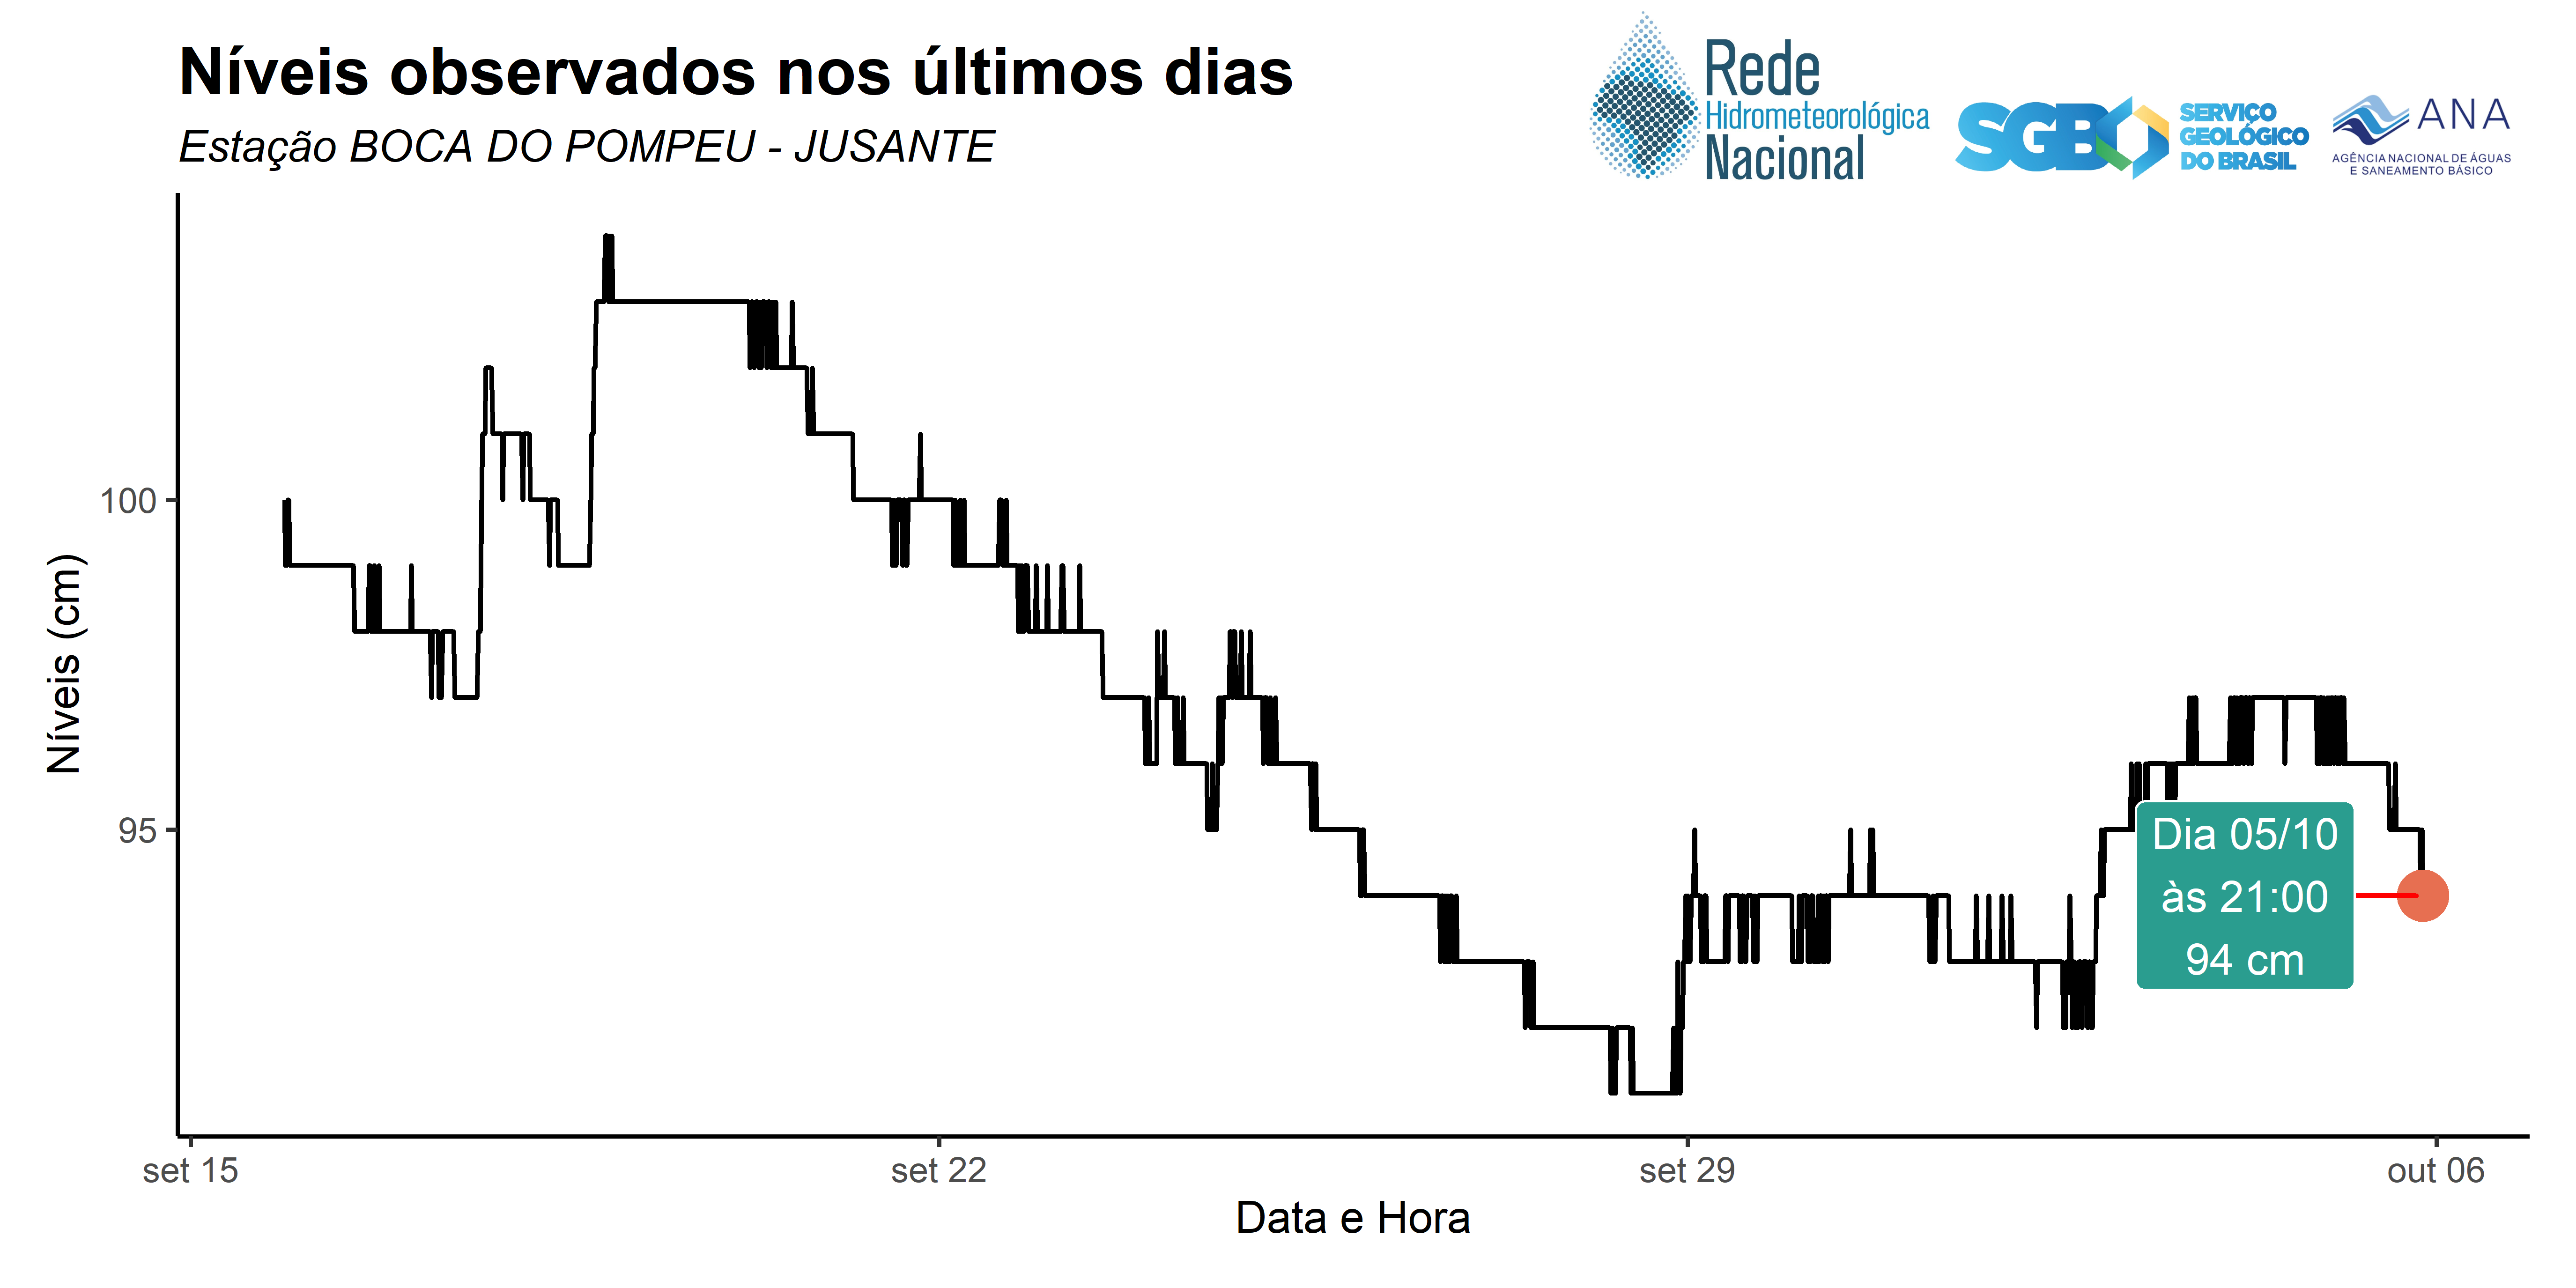 Níveis observados nos últimos dias
Estação BOCA DO POMPEU - JUSANTE
Rede
Hidrometeorológica
Nacional
SGB
SERVIÇO
GEOLÓGICO
DO BRASIL
ANA
AGÊNCIA NACIONAL DE ÁGUAS
E SANEAMENTO BÁSICO
Níveis (cm)
100
95
Dia 05/10
às 21:00
94 cm
set 15
set 22
set 29
out 06
Data e Hora